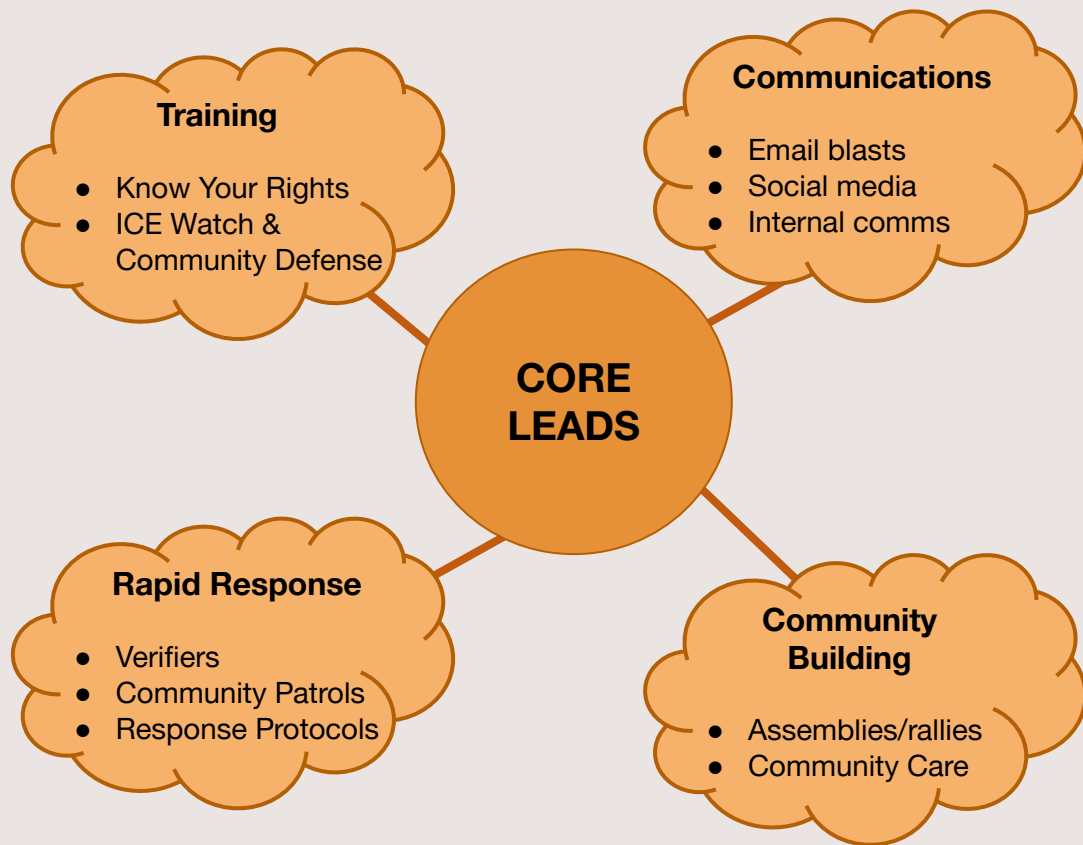 Training
● Know Your Rights
● ICE Watch &
Community Defense
Communications
● Email blasts
● Social media
● Internal comms
CORE
LEADS
Rapid Response
● Verifiers
● Community Patrols
● Response Protocols
Community
Building
● Assemblies/rallies
● Community Care